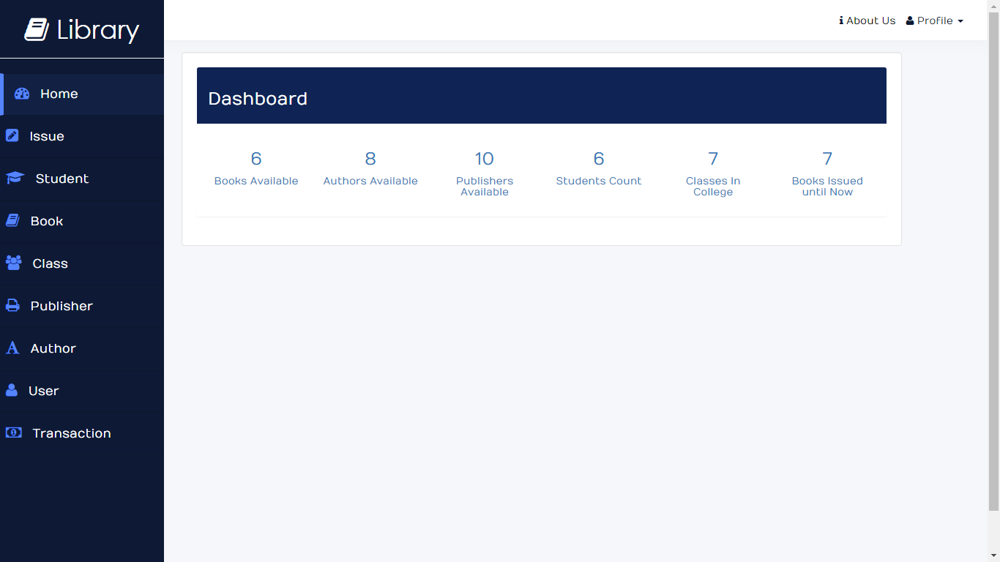 Library
About Us
Profile
Home
Issue
Student
Book
Class
Publisher
Author
User
Transaction
Dashboard
6
Books Available
8
Authors Available
10
Publishers
Available
6
Students Count
7
Classes In
College
7
Books Issued
until Now